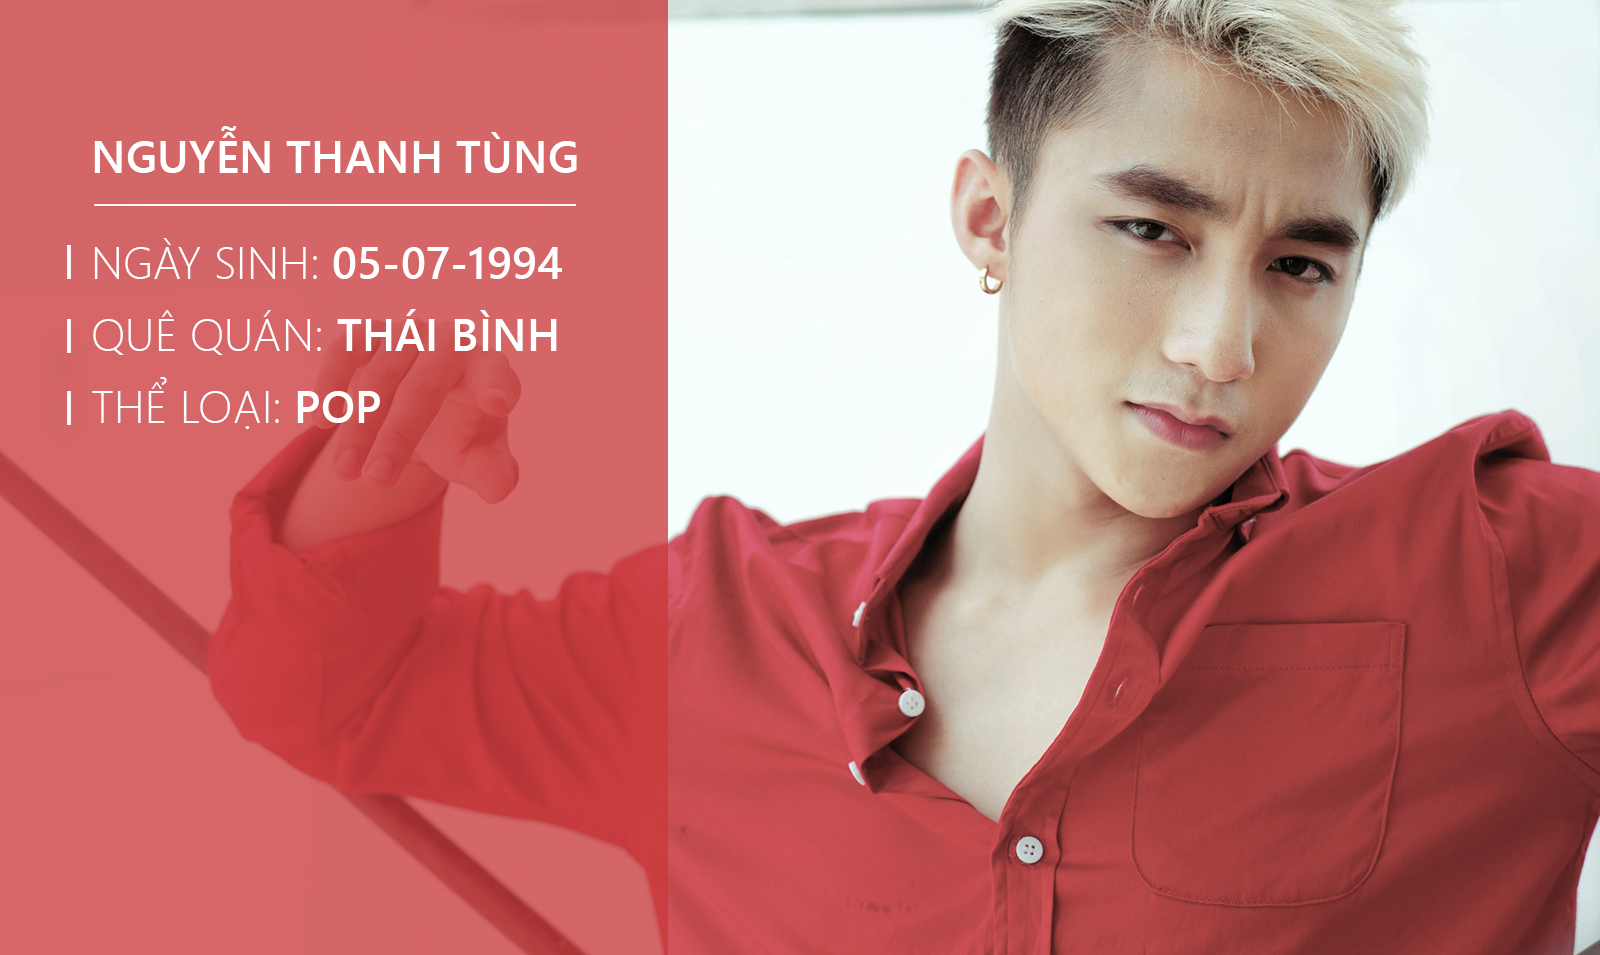 NGUYỄN THANH TÙNG
NGÀY SINH: 05-07-1994
QUÊ QUÁN: THÁI BÌNH
THỂ LOẠI: POP